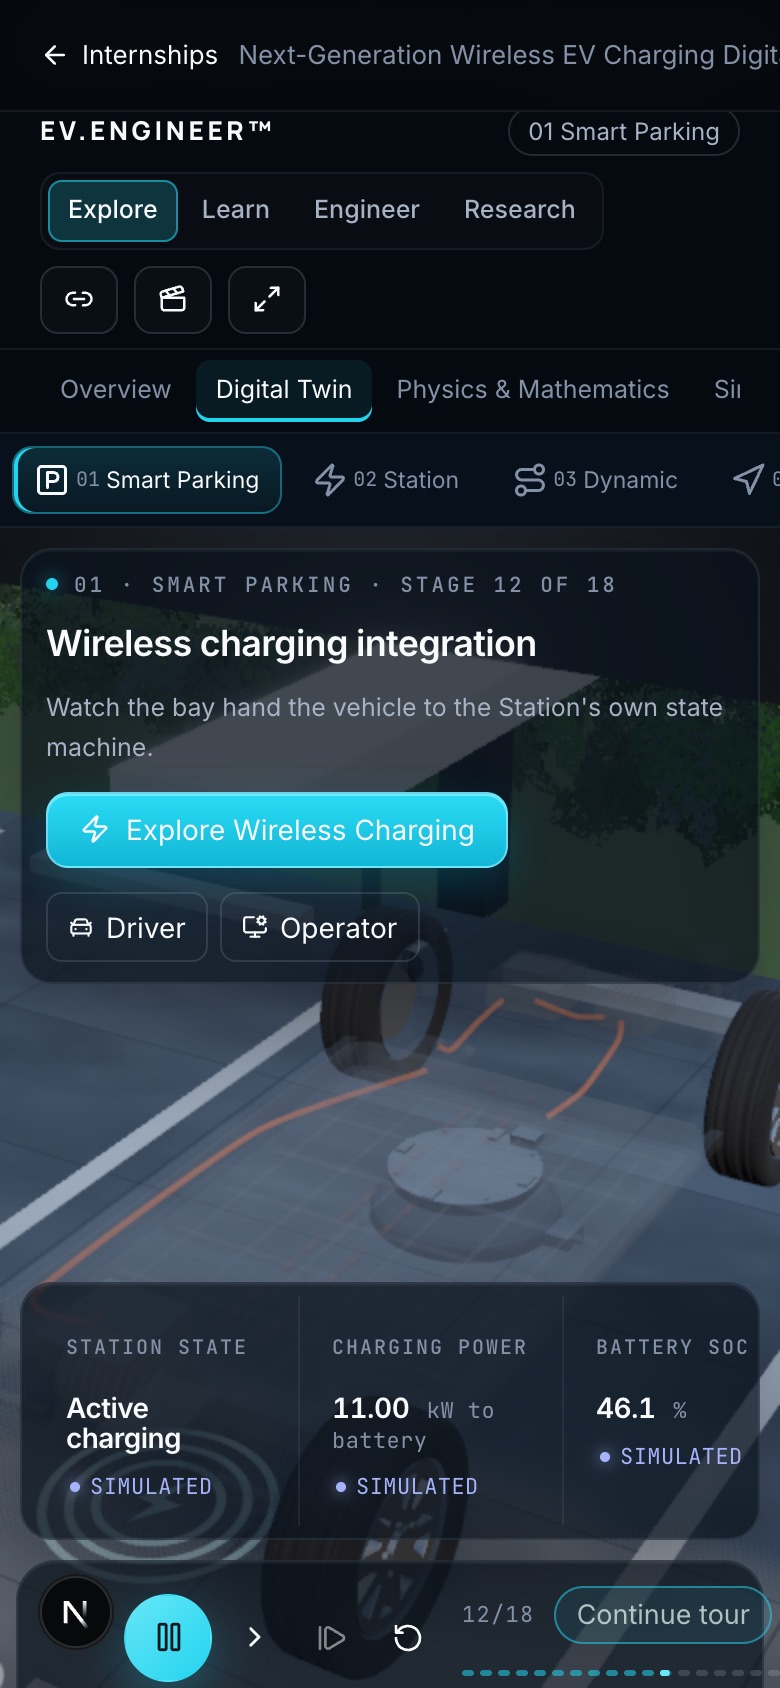 Internships Next-Generation Wireless EV Charging Digit
EV.ENGINEER™ 01 Smart Parking
Explore Learn Engineer Research
Overview Digital Twin Physics & Mathematics
01 Smart Parking 02 Station 03 Dynamic
01 · SMART PARKING · STAGE 12 OF 18
Wireless charging integration
Watch the bay hand the vehicle to the Station's own state
machine.
Explore Wireless Charging
Driver Operator
STATION STATE CHARGING POWER BATTERY SOC
Active 11.00 kW to 46.1 %
charging battery SIMULATED
SIMULATED SIMULATED
N 12/18 Continue tour